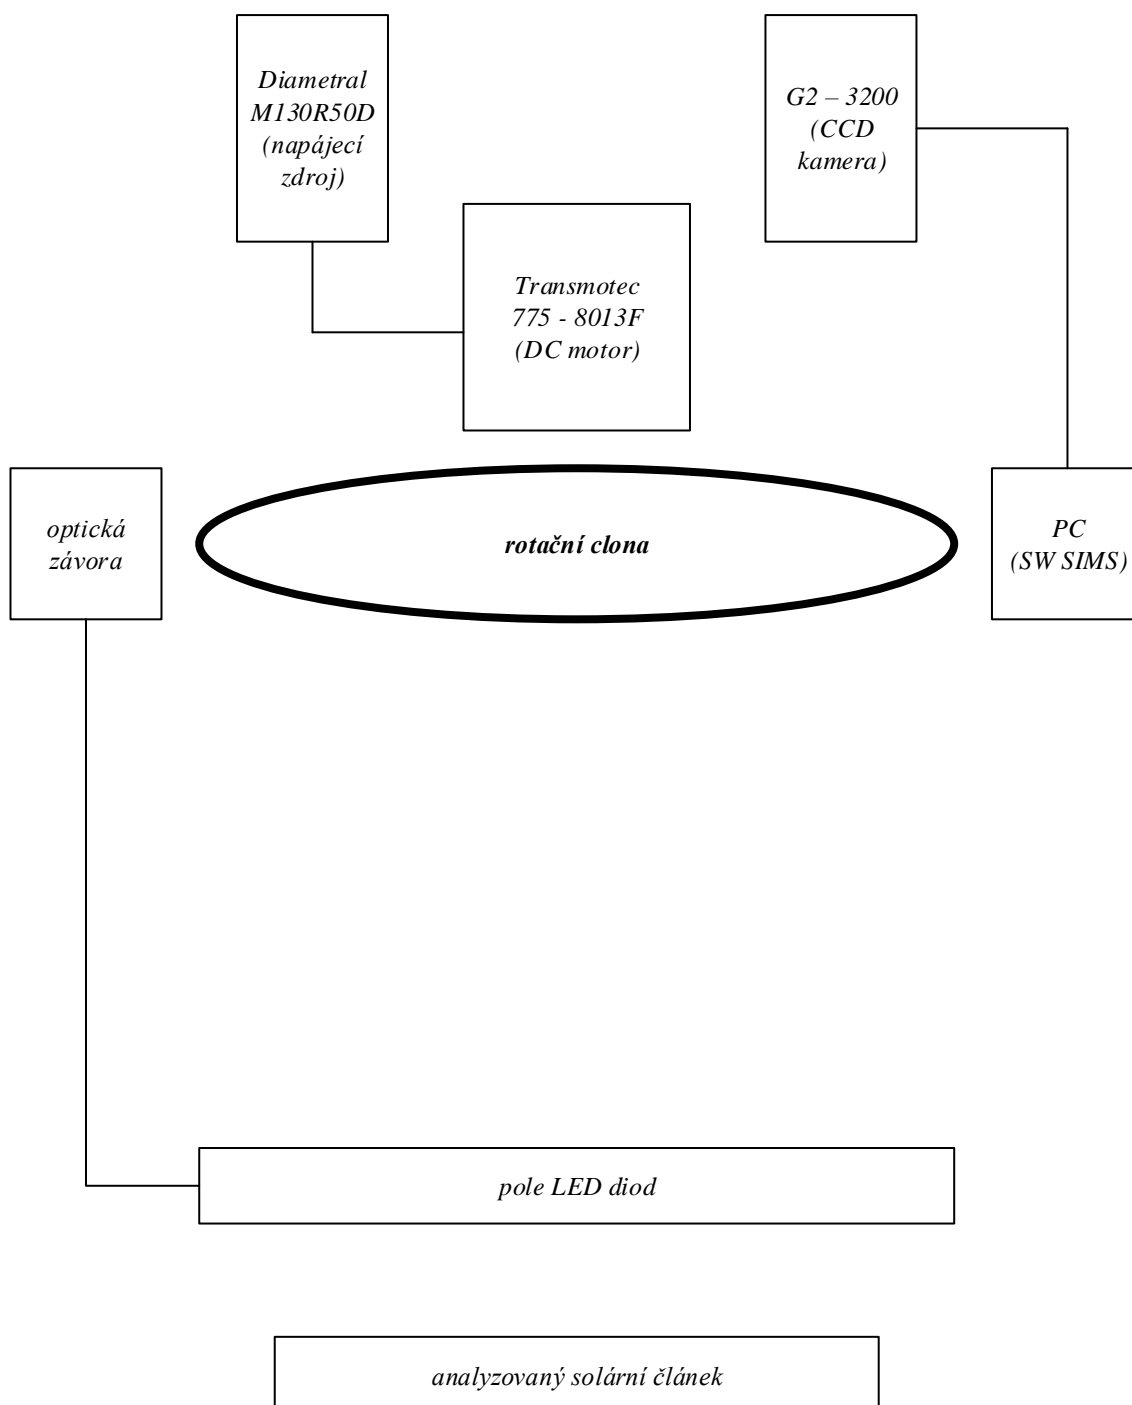 Diametral
M130R50D
(napájecí
zdroj)
G2 – 3200
(CCD
kamera)
Transmotec
775 - 8013F
(DC motor)
optická
závora
rotační clona
PC
(SW SIMS)
pole LED diod
analyzovaný solární článek